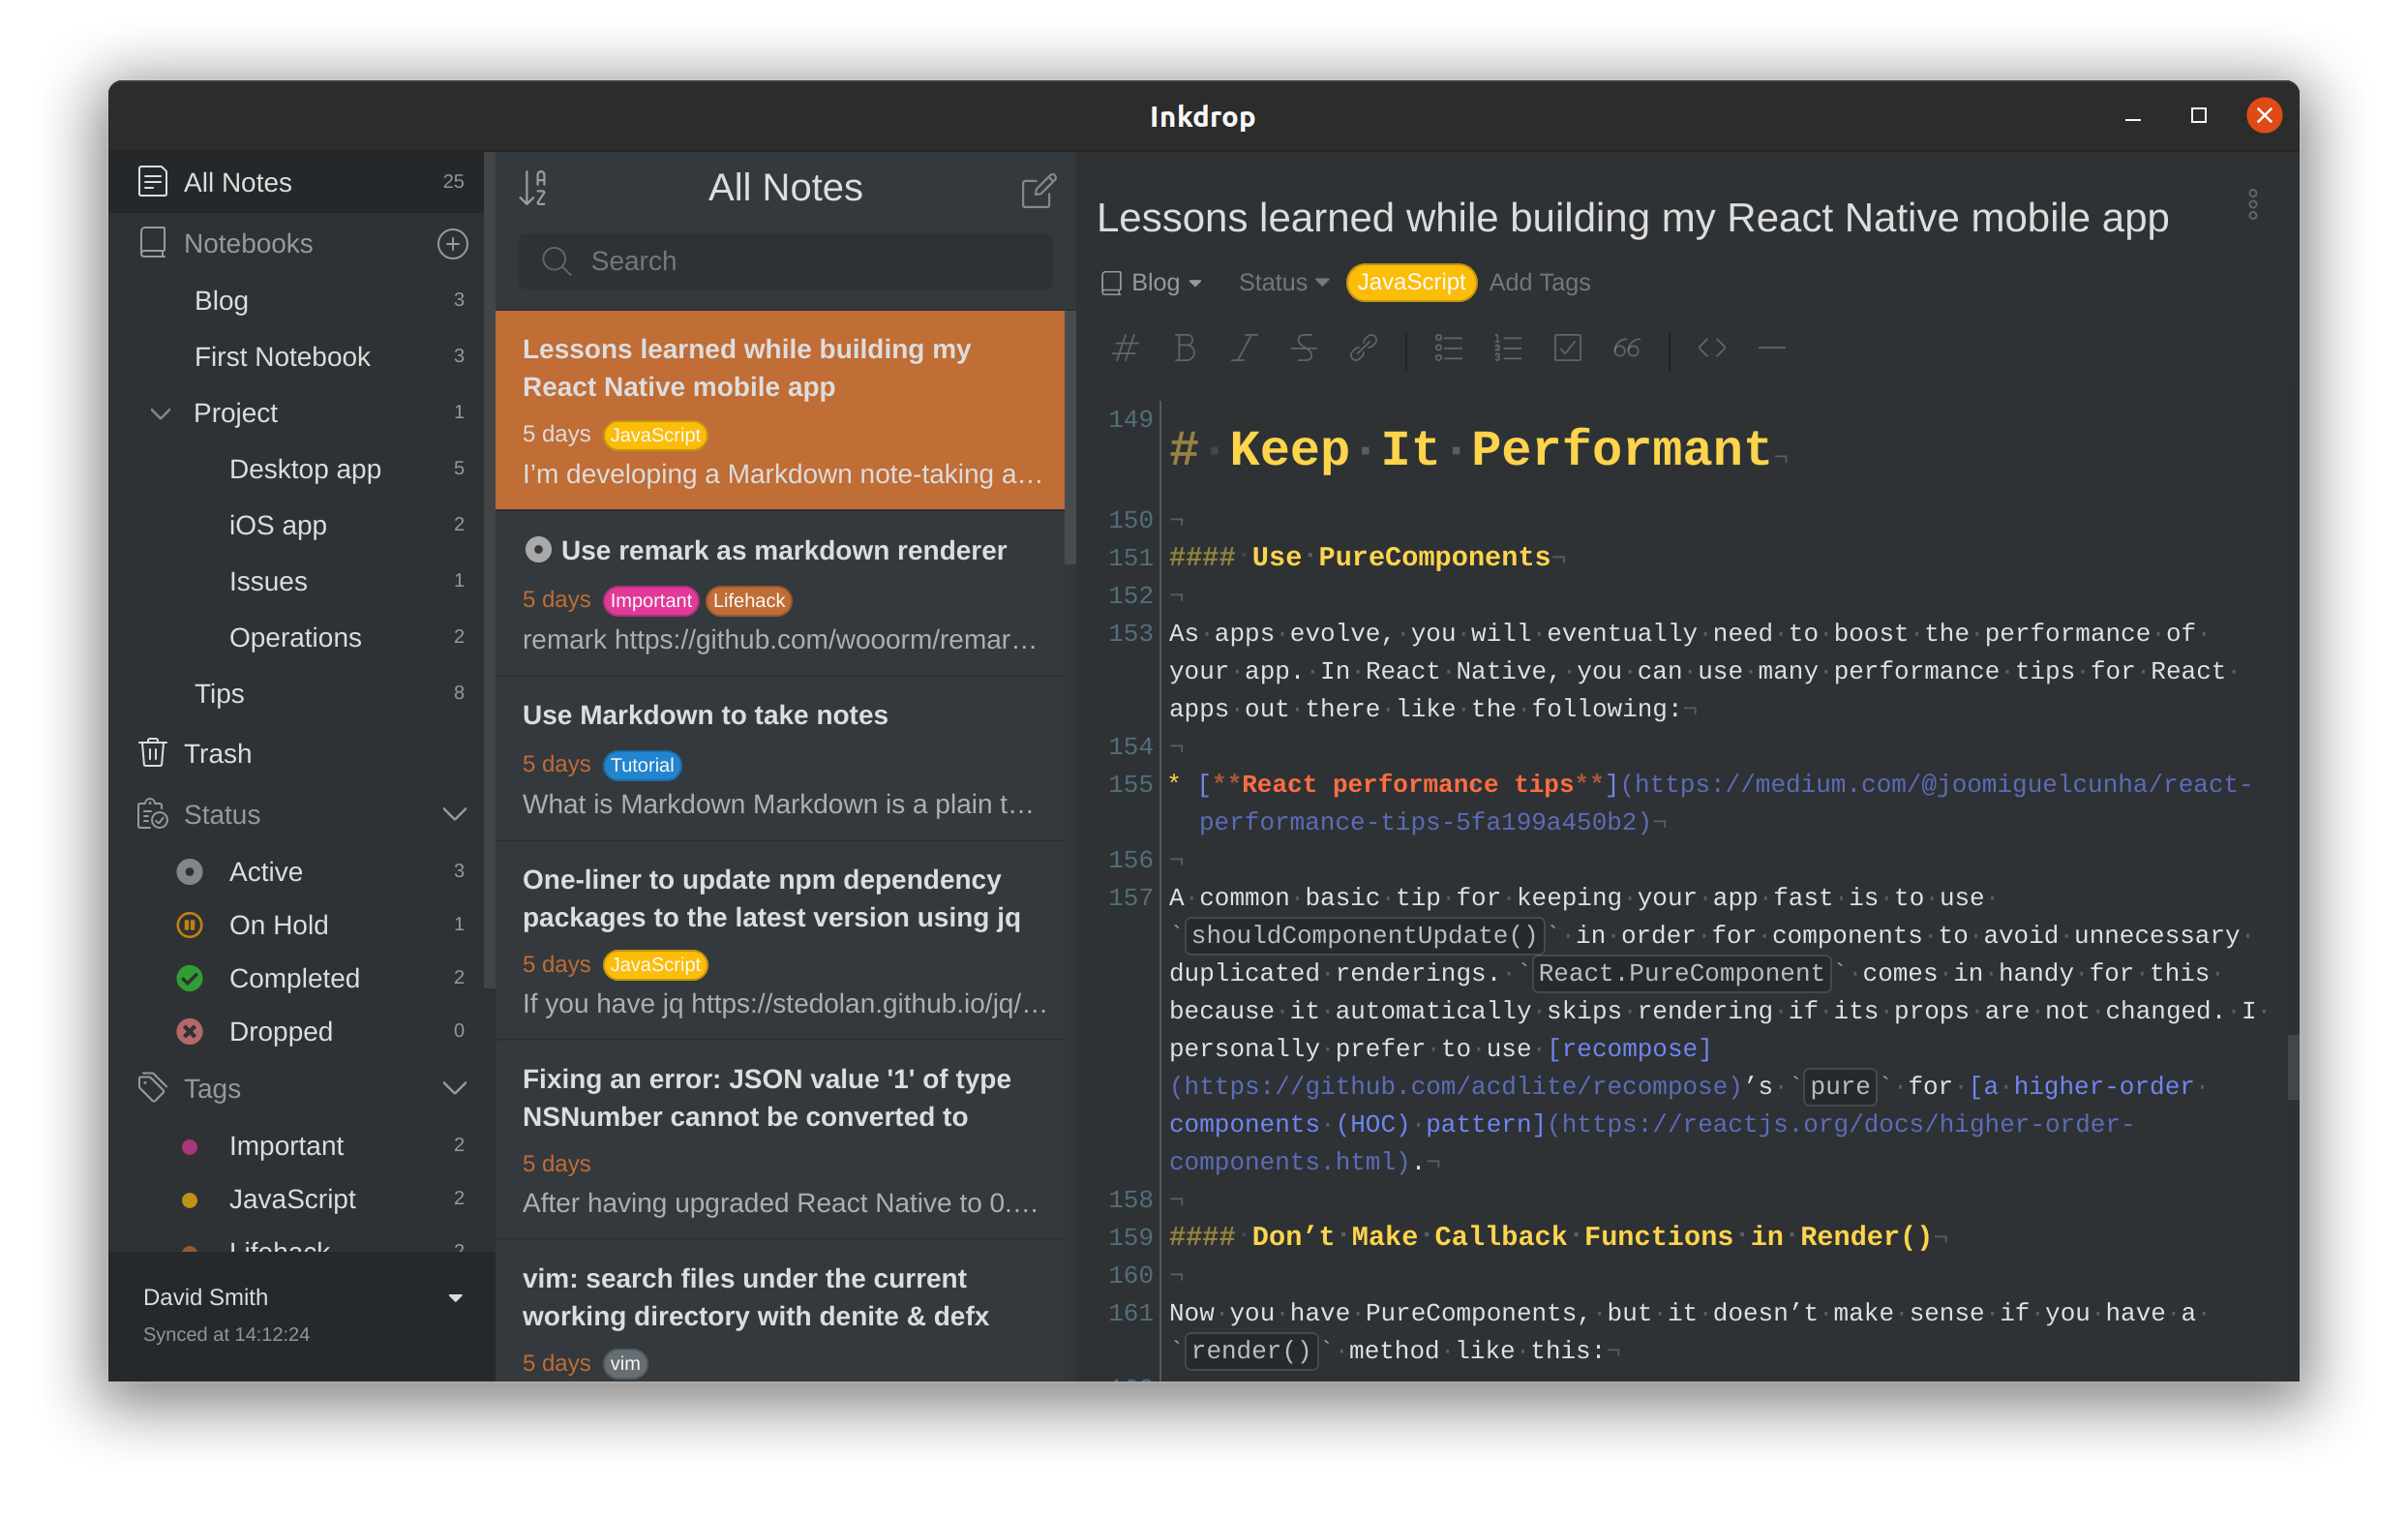 Inkdrop
All Notes 25
Notebooks
Blog 3
First Notebook 3
Project 1
Desktop app 5
iOS app 2
Issues 1
Operations 2
Tips 8
Trash
Status
Active 3
On Hold 1
Completed 2
Dropped 0
Tags
Important 2
JavaScript 2
Lifehack 2
David Smith
Synced at 14:12:24
All Notes
Search
Lessons learned while building my
React Native mobile app
5 days JavaScript
I’m developing a Markdown note-taking a…
Use remark as markdown renderer
5 days Important Lifehack
remark https://github.com/wooorm/remar…
Use Markdown to take notes
5 days Tutorial
What is Markdown Markdown is a plain t…
One-liner to update npm dependency
packages to the latest version using jq
5 days JavaScript
If you have jq https://stedolan.github.io/jq/…
Fixing an error: JSON value '1' of type
NSNumber cannot be converted to
5 days
After having upgraded React Native to 0.…
vim: search files under the current
working directory with denite & defx
5 days vim
Lessons learned while building my React Native mobile app
Blog Status JavaScript Add Tags
149 # Keep It Performant
150
151 #### Use PureComponents
152
153 As apps evolve, you will eventually need to boost the performance of
your app. In React Native, you can use many performance tips for React
apps out there like the following:
154
155 * [**React performance tips**](https://medium.com/@joomiguelcunha/react-
performance-tips-5fa199a450b2)
156
157 A common basic tip for keeping your app fast is to use
`shouldComponentUpdate()` in order for components to avoid unnecessary
duplicated renderings. `React.PureComponent` comes in handy for this
because it automatically skips rendering if its props are not changed. I
personally prefer to use [recompose]
(https://github.com/acdlite/recompose)’s `pure` for [a higher-order
components (HOC) pattern](https://reactjs.org/docs/higher-order-
components.html).
158
159 #### Don’t Make Callback Functions in Render()
160
161 Now you have PureComponents, but it doesn’t make sense if you have a
`render()` method like this: